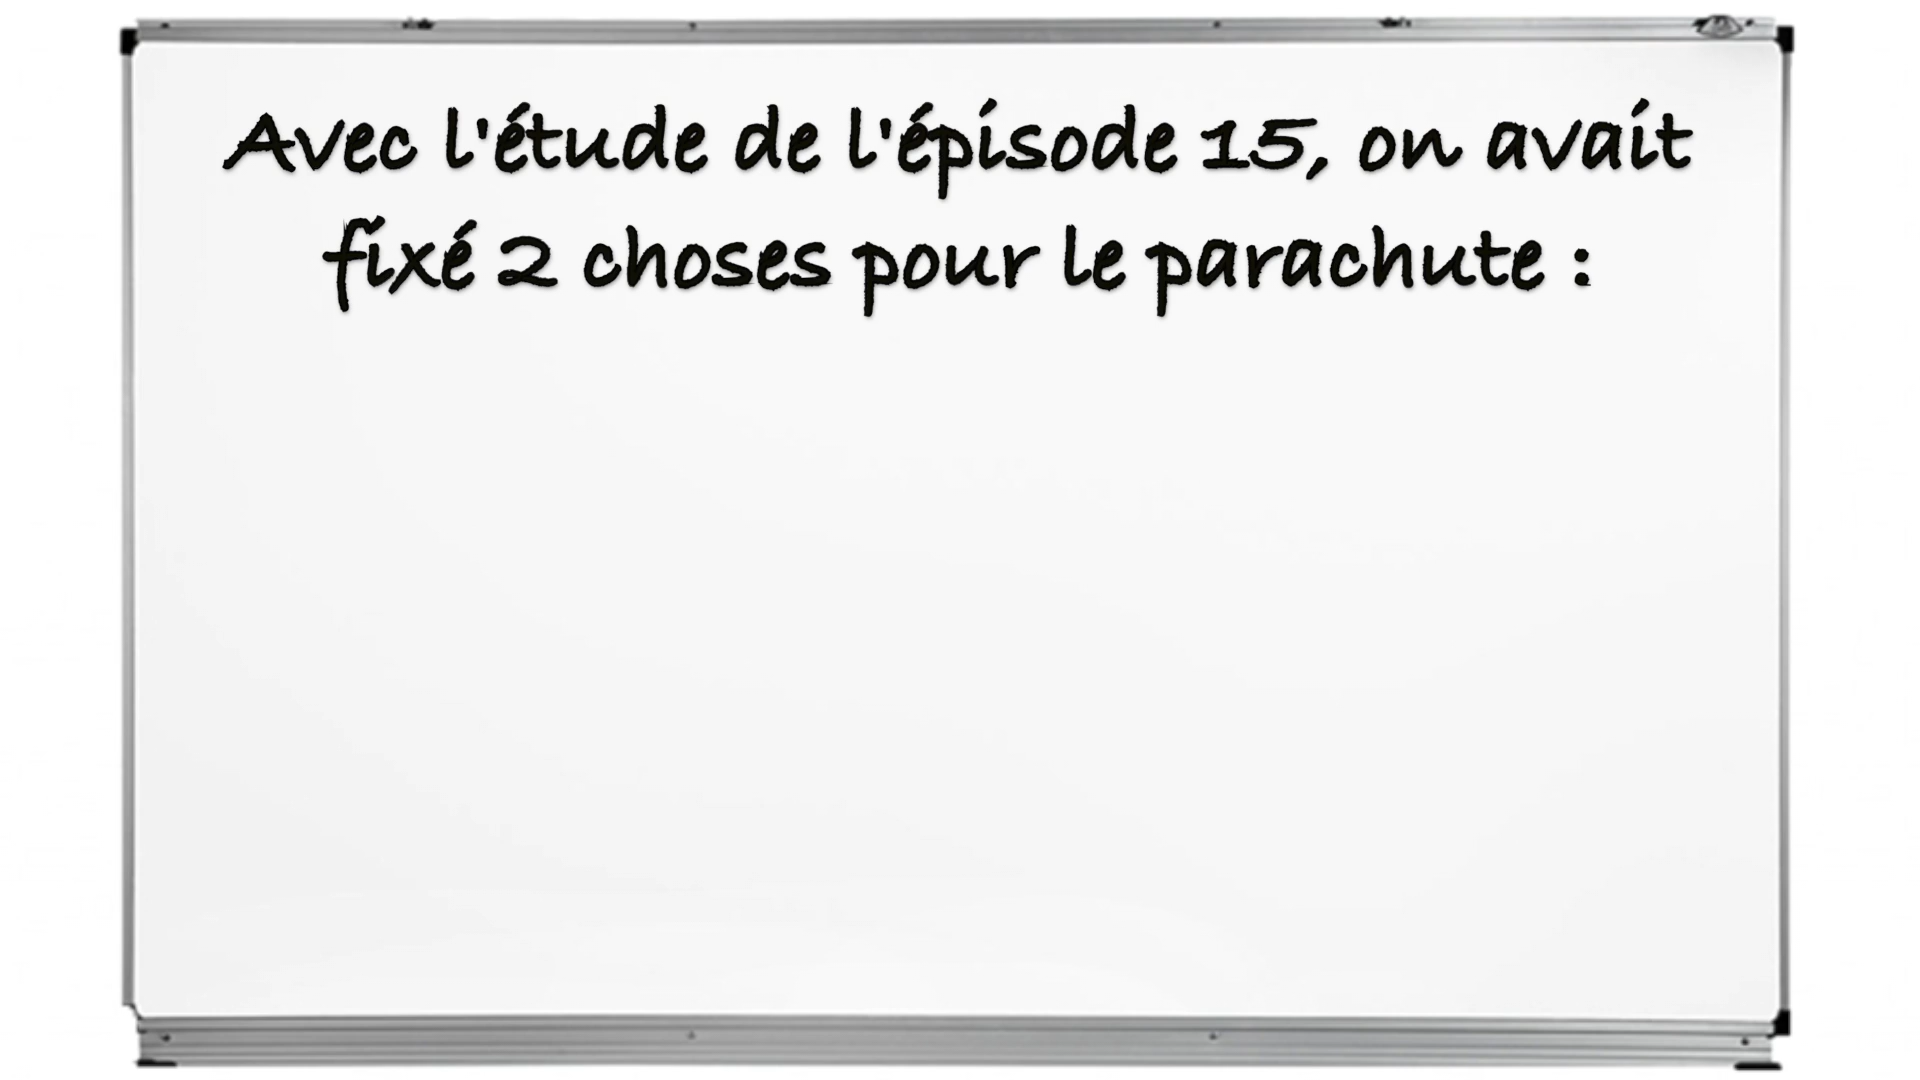 Avec l'étude de l'épisode 15, on avait
fixé 2 choses pour le parachute :